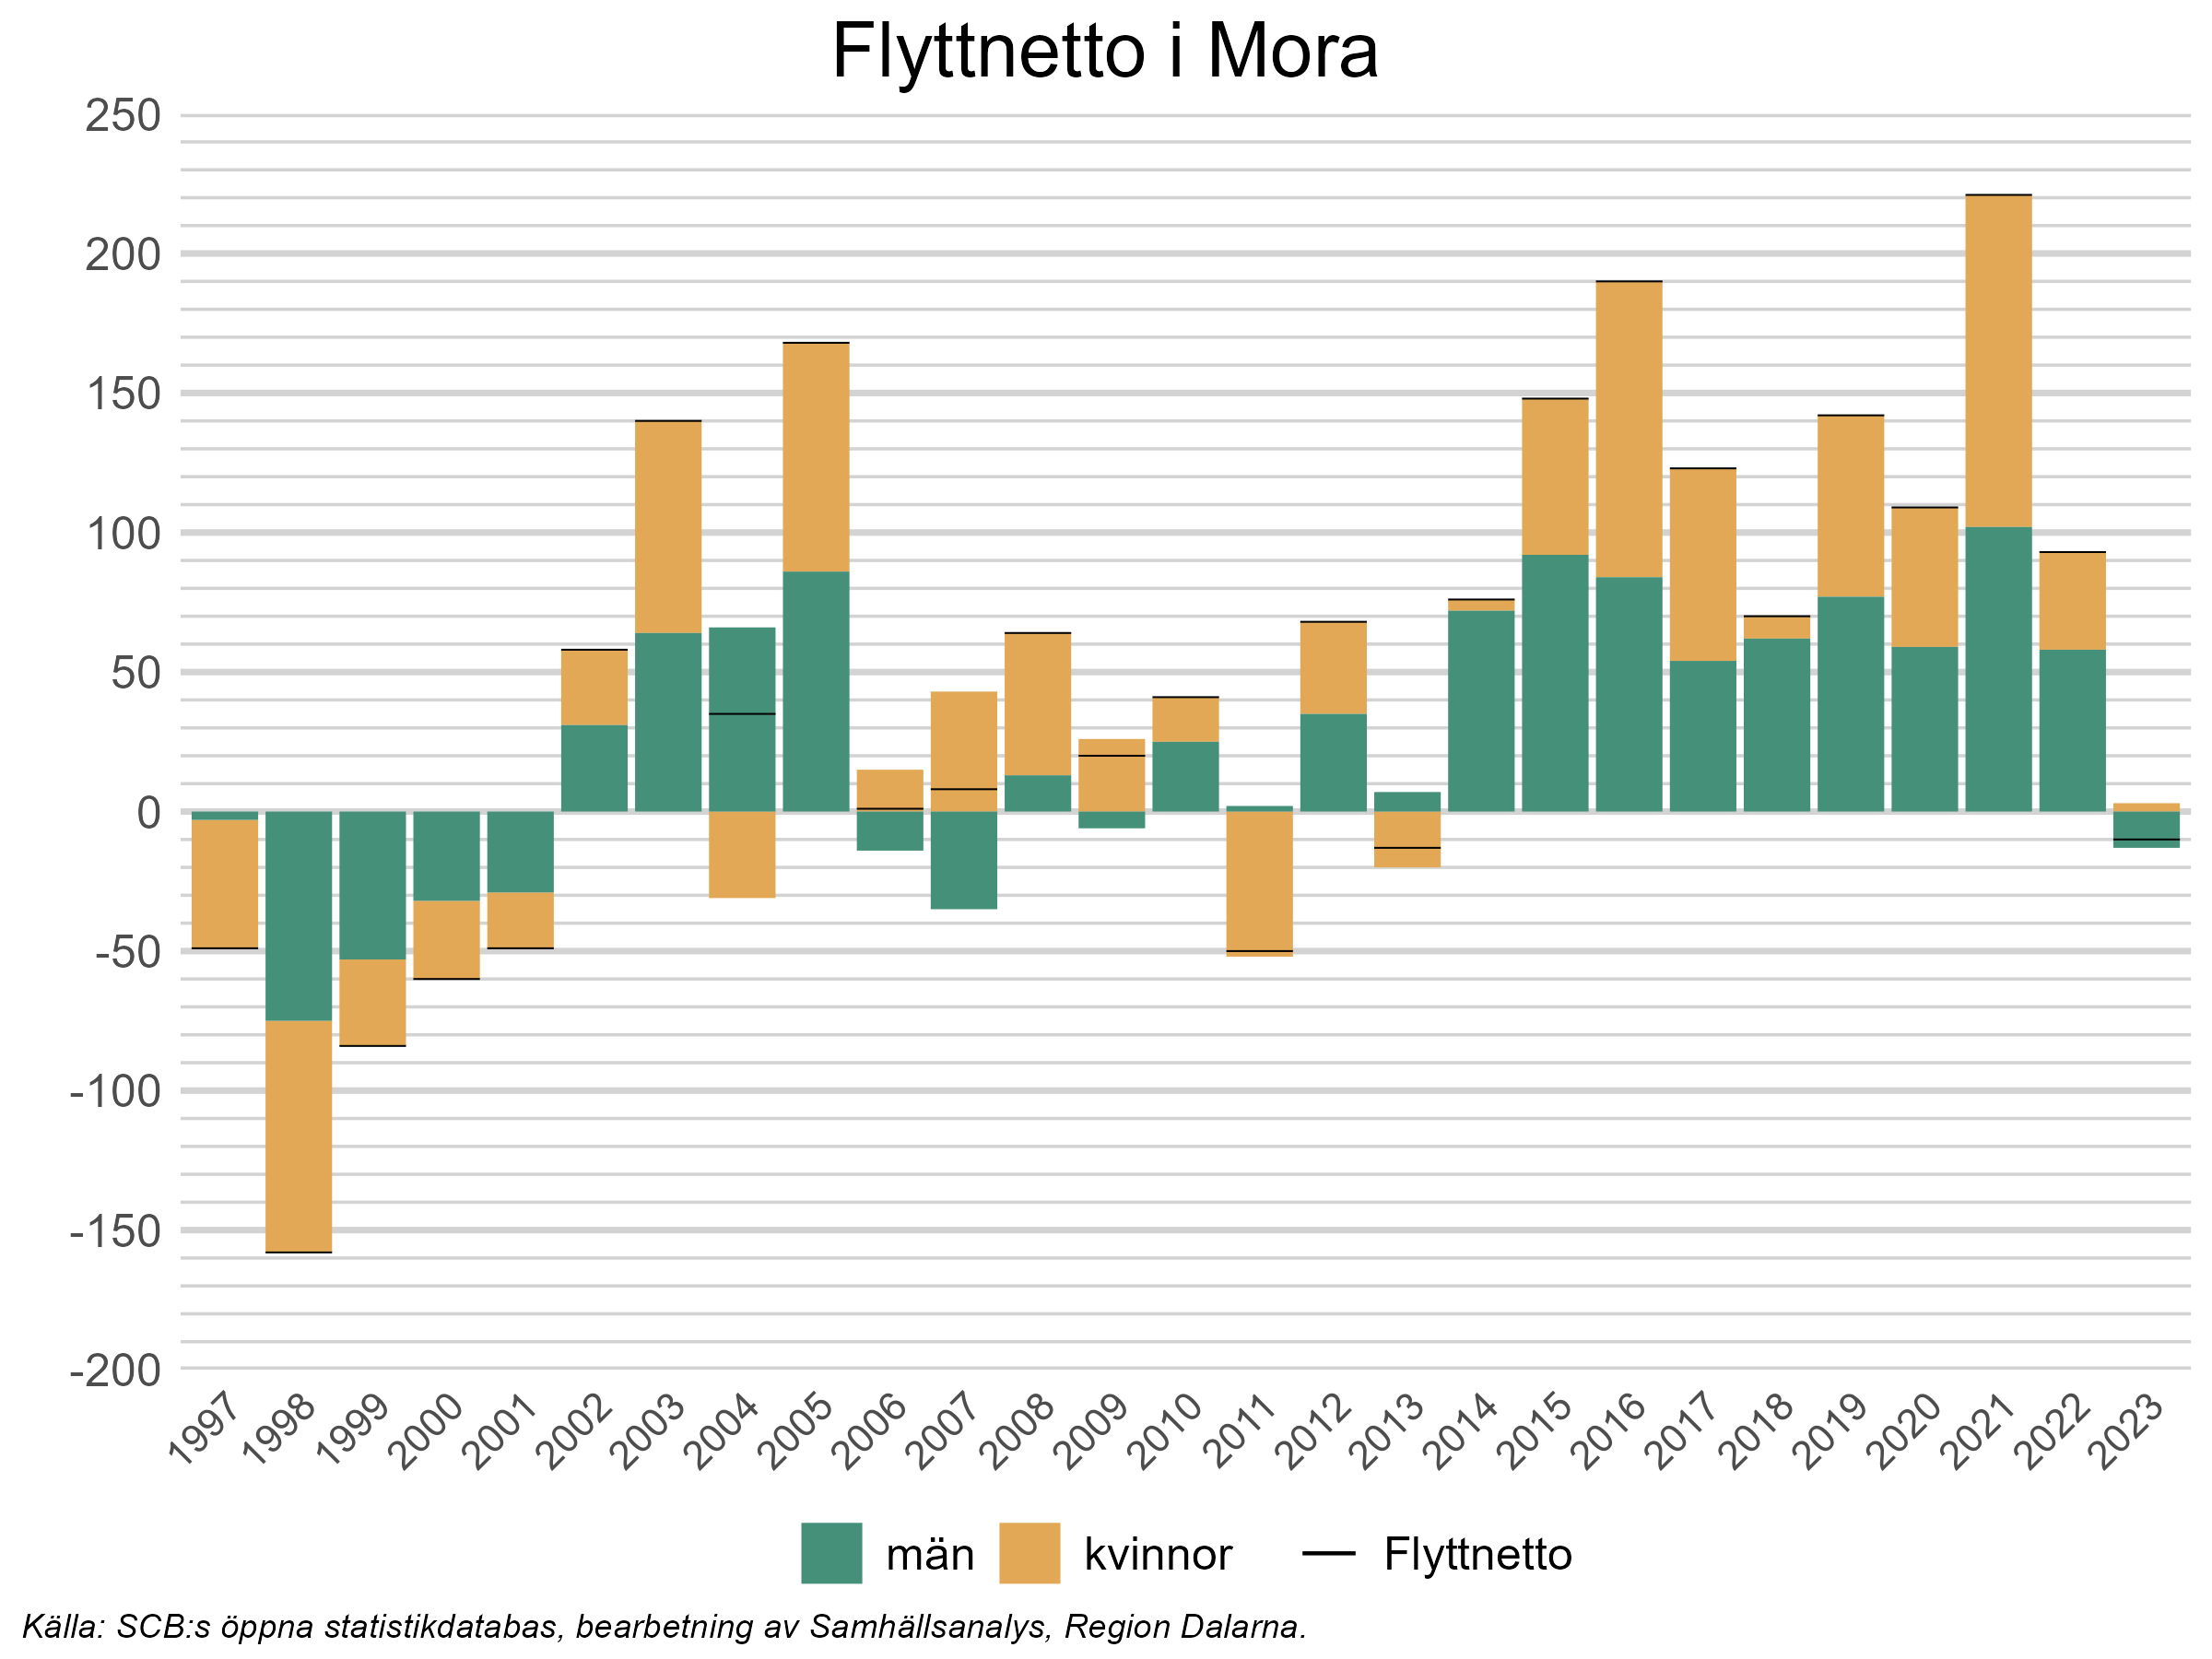 Flyttnetto i Mora
250
200
150
100
50
0
-50
-100
-150
-200
1997 1998 1999 2000 2001 2002 2003 2004 2005 2006 2007 2008 2009 2010 2011 2012 2013 2014 2015 2016 2017 2018 2019 2020 2021 2022 2023
män kvinnor Flyttnetto
Källa: SCB:s öppna statistikdatabas, bearbetning av Samhällsanalys, Region Dalarna.